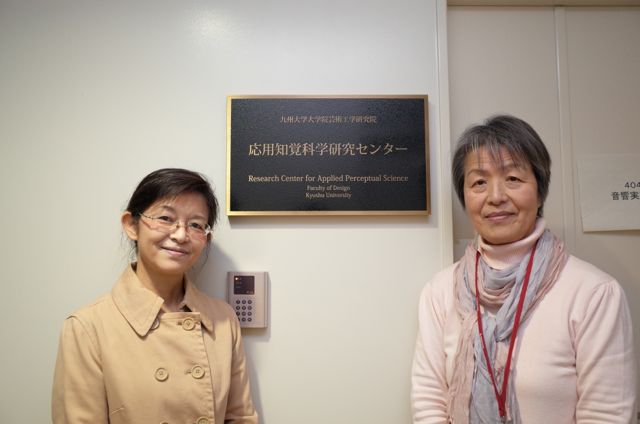 九州大学大学院芸術工学研究院
応用知覚科学研究センター
Research Center for Applied Perceptual Science
Faculty of Design
Kyushu University
404
音響実